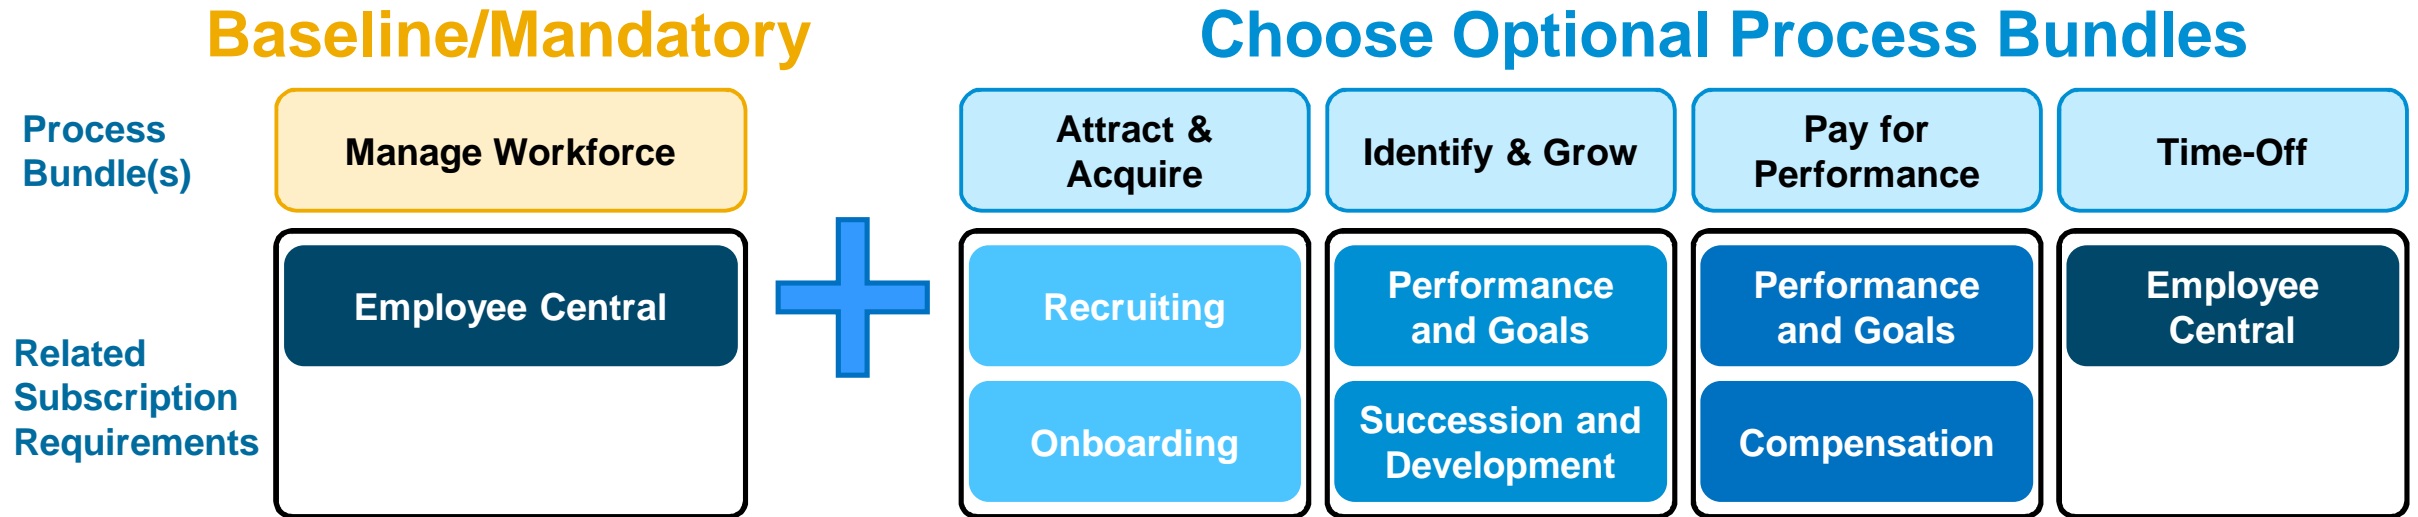 Baseline/Mandatory
Choose Optional Process Bundles
Process
Bundle(s)
Manage Workforce
Attract &
Acquire
Identify & Grow
Pay for
Performance
Time-Off
Related
Subscription
Requirements
Employee Central
Recruiting
Onboarding
Performance
and Goals
Succession and
Development
Performance
and Goals
Compensation
Employee
Central